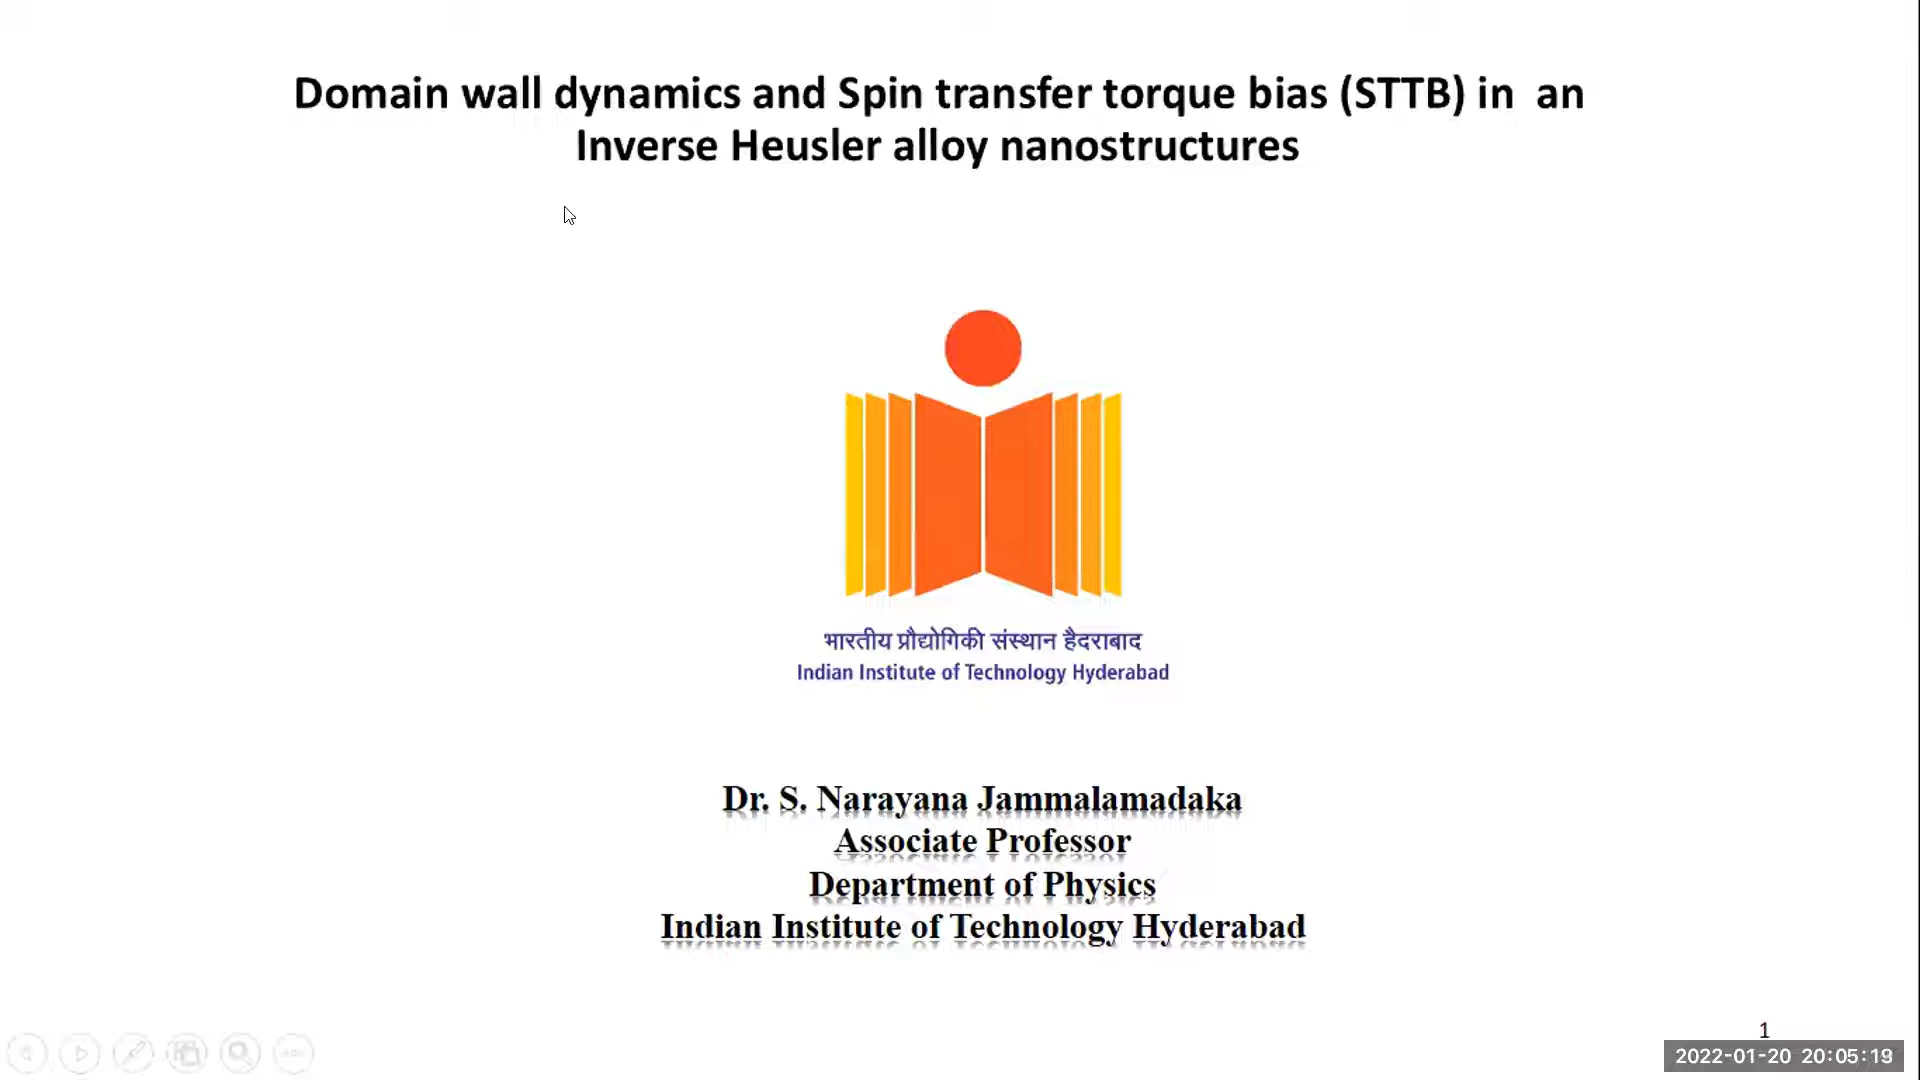 Domain wall dynamics and Spin transfer torque bias (STTB) in an
Inverse Heusler alloy nanostructures
भारतीय प्रौद्योगिकी संस्थान हैदराबाद
Indian Institute of Technology Hyderabad
Dr. S. Narayana Jammalamadaka
Associate Professor
Department of Physics
Indian Institute of Technology Hyderabad
1
2022-01-20 20:05:19